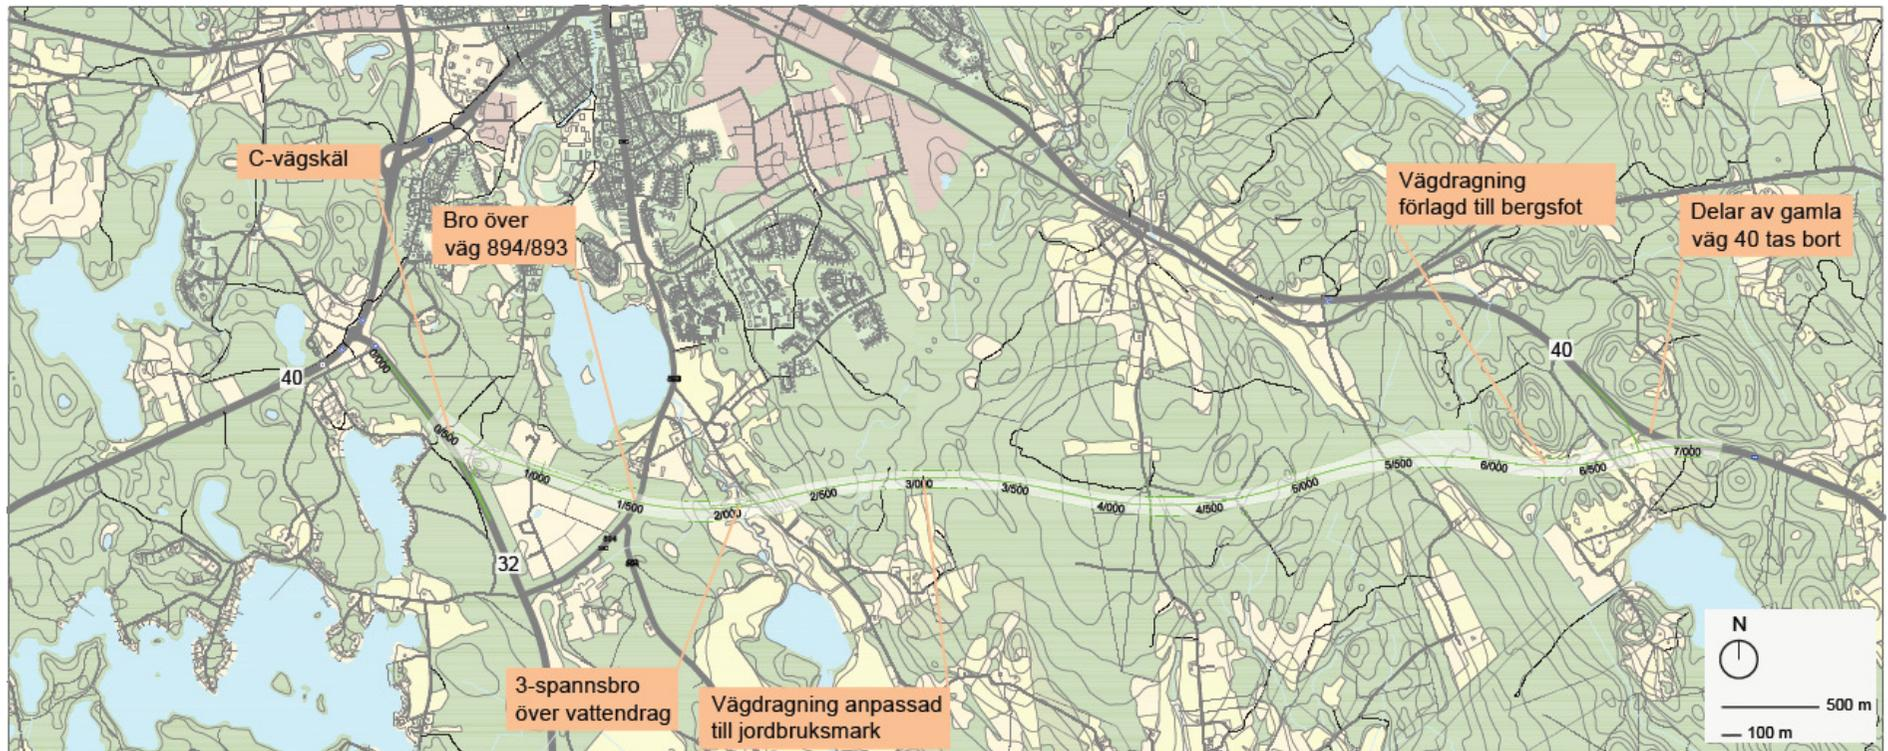 C-vägskäl
Bro över
väg 894/893
Vägdragning
förlagd till bergsfot
Delar av gamla
väg 40 tas bort
40
40
32
0/000
0/500
1/000
1/500
2/000
2/500
3/000
3/500
4/000
4/500
5/000
5/500
6/000
6/500
7/000
3-spannsbro
över vattendrag
Vägdragning anpassad
till jordbruksmark
N
500 m
100 m